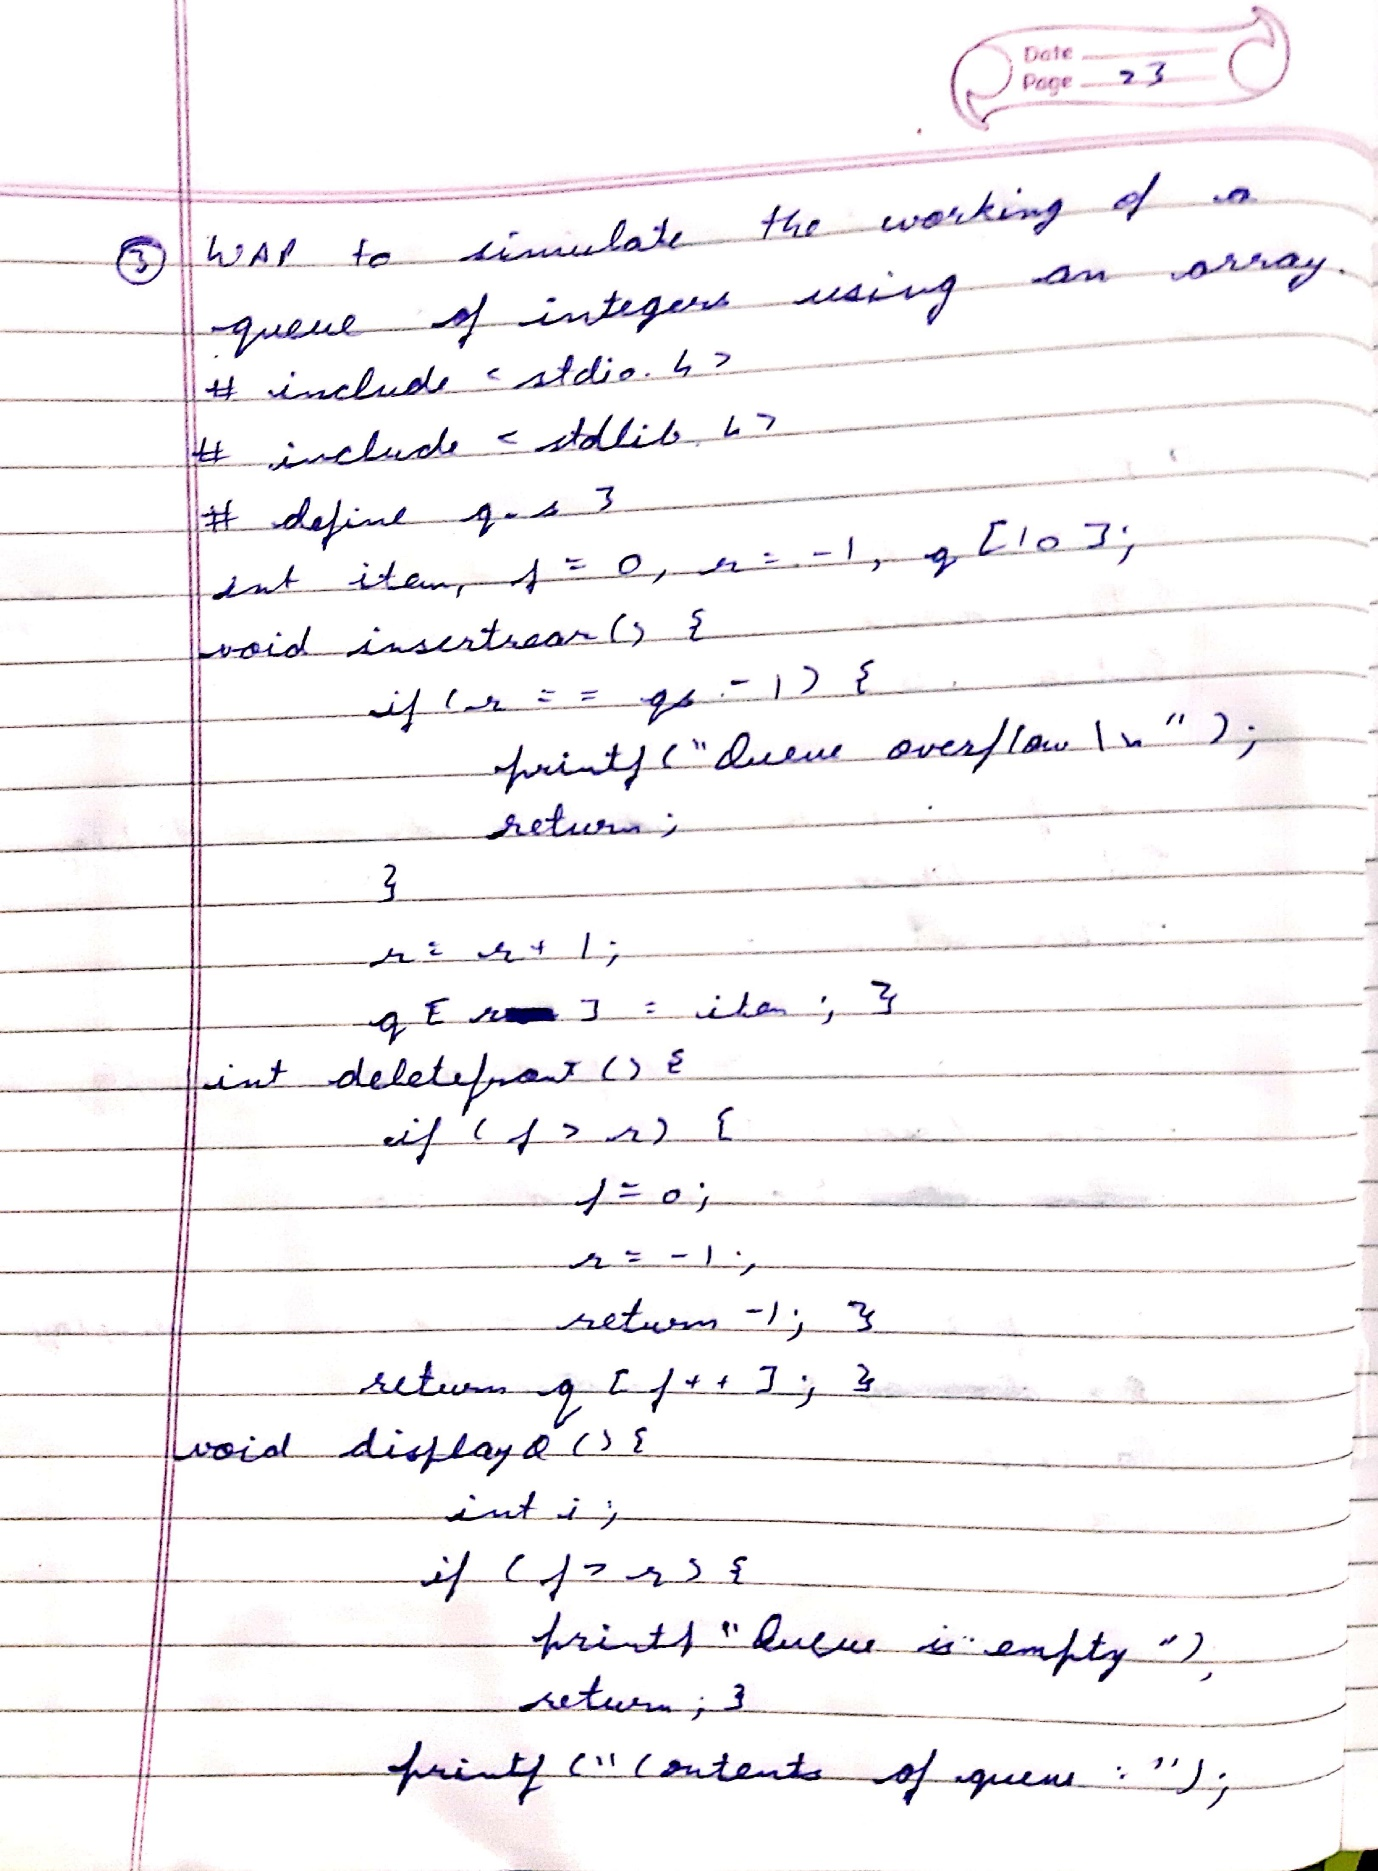 Date
Page 23
③ WAP to simulate the working of a
queue of integers using an array.
# include <stdio.h>
# include <stdlib.h>
# define qs 3
int item, f = 0, r = -1, q [10];
void insertrear() {
if (r == qs - 1) {
printf ("Queue overflow \n");
return;
}
r = r + 1;
q [r] = item; }
int deletefront () {
if (f > r) {
f = 0;
r = -1;
return -1; }
return q [f++]; }
void displayQ () {
int i;
if (f > r) {
printf "Queue is empty ");
return; }
printf ("Contents of queue : ");